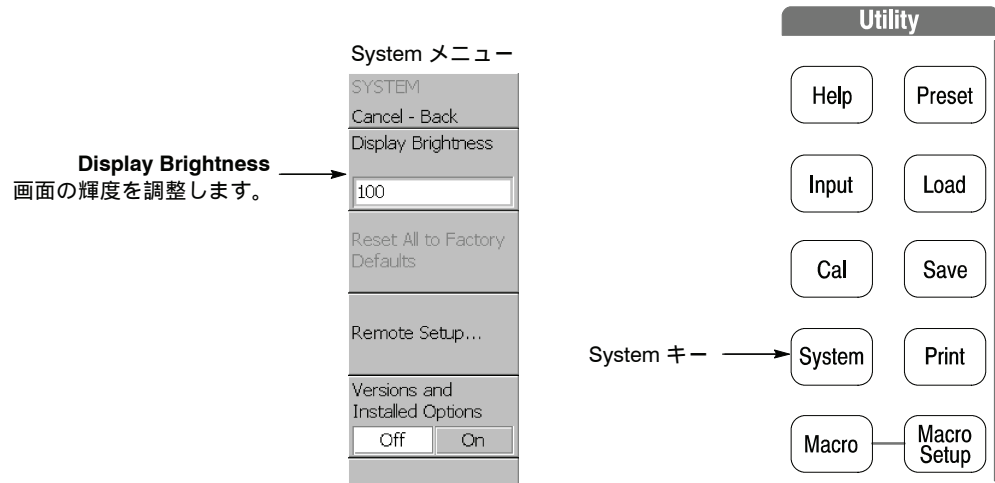 System メニュー
SYSTEM
Cancel - Back
Display Brightness
100
Reset All to Factory
Defaults
Remote Setup...
Versions and
Installed Options
Off On
Display Brightness
画面の輝度を調整します。
System キー
Utility
Help Preset
Input Load
Cal Save
System Print
Macro Macro
Setup